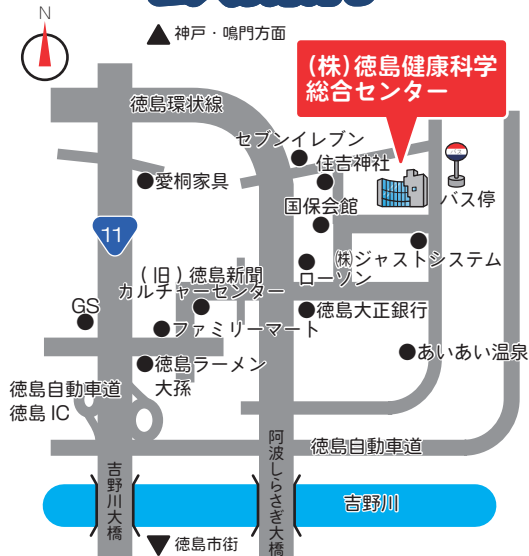 N
神戸・鳴門方面
(株)徳島健康科学
総合センター
徳島環状線
セブンイレブン
住吉神社
バス
バス停
愛桐家具
国保会館
11
(株)ジャストシステム
ローソン
(旧)徳島新聞
カルチャーセンター
GS
ファミリーマート
徳島大正銀行
あいあい温泉
徳島ラーメン
大孫
徳島自動車道
徳島 IC
徳島自動車道
吉野川大橋
阿波しらさぎ大橋
吉野川
徳島市街